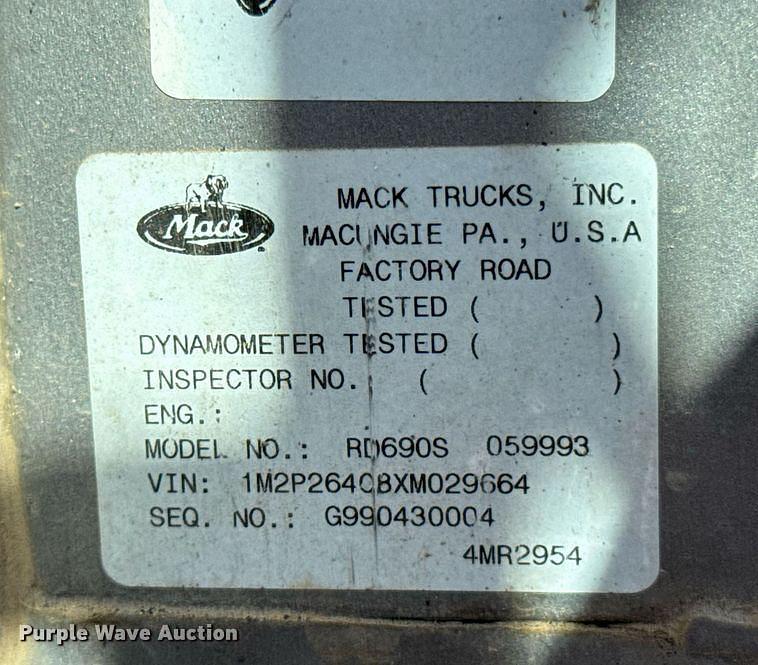 Mack
MACK TRUCKS, INC.
MACUNGIE PA., U.S.A
FACTORY ROAD
TESTED ( )
DYNAMOMETER TESTED ( )
INSPECTOR NO.: ( )
ENG.:
MODEL NO.: RD690S 059993
VIN: 1M2P264C8XM029664
SEQ. NO.: G990430004
4MR2954
Purple Wave Auction